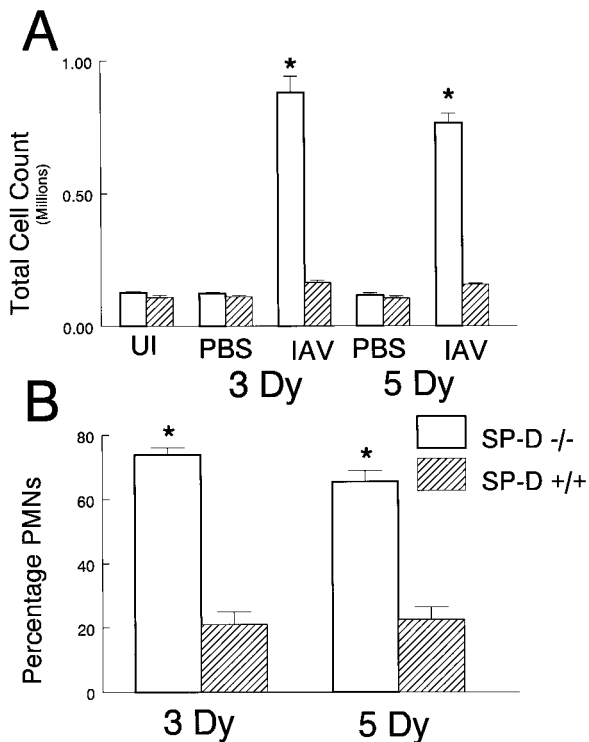 A
Total Cell Count
(Millions)
1.00
0.50
0.00
*
*
UI
PBS
IAV
PBS
IAV
3 Dy
5 Dy
B
Percentage PMNs
80
60
40
20
0
*
*
SP-D -/-
SP-D +/+
3 Dy
5 Dy